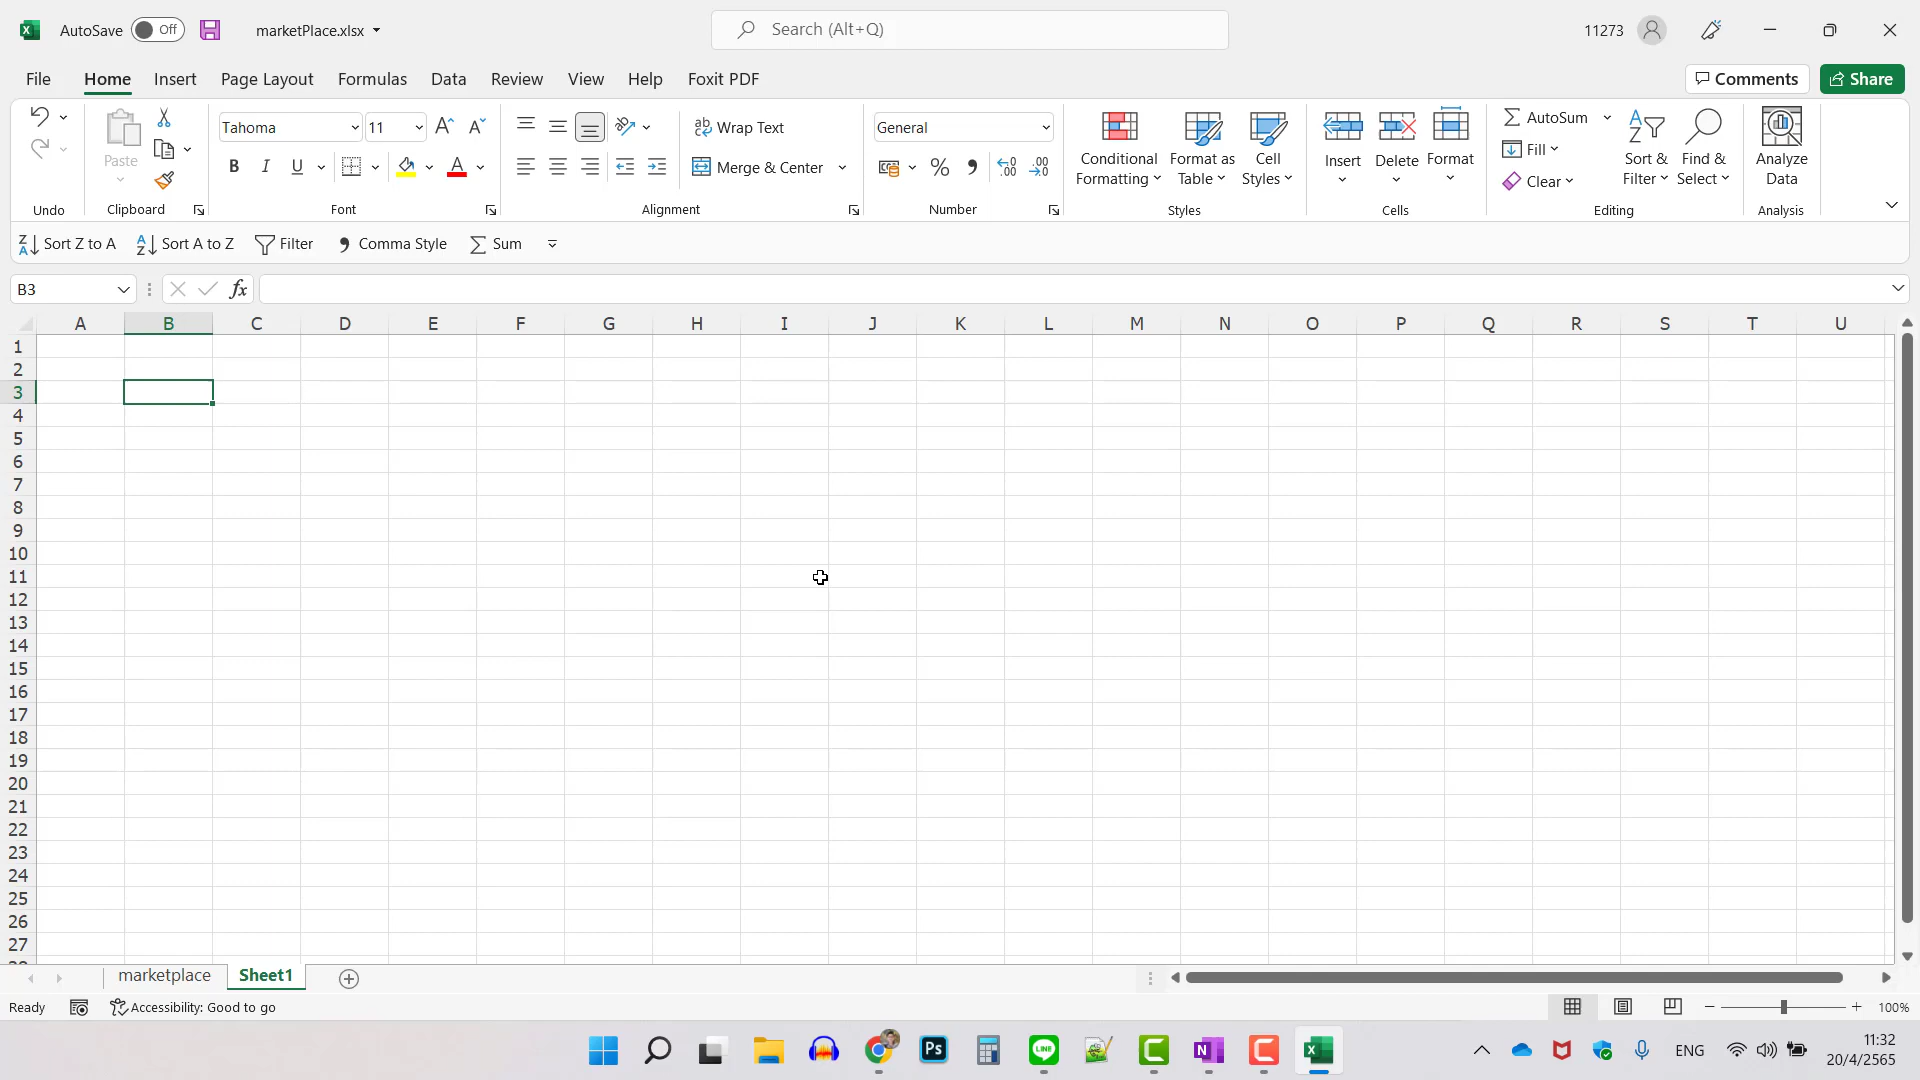 AutoSave Off marketPlace.xlsx Search (Alt+Q) 11273
File Home Insert Page Layout Formulas Data Review View Help Foxit PDF Comments Share
Tahoma 11 Wrap Text General AutoSum
Paste B I U A Merge & Center % Conditional Formatting Format as Table Cell Styles Insert Delete Format Fill Clear Sort & Filter Find & Select Analyze Data
Undo Clipboard Font Alignment Number Styles Cells Editing Analysis
Sort Z to A Sort A to Z Filter Comma Style Sum
B3 fx
A B C D E F G H I J K L M N O P Q R S T U
1
2
3
4
5
6
7
8
9
10
11
12
13
14
15
16
17
18
19
20
21
22
23
24
25
26
27
marketplace Sheet1
Ready Accessibility: Good to go 100%
Ps LINE N ENG 11:32
20/4/2565